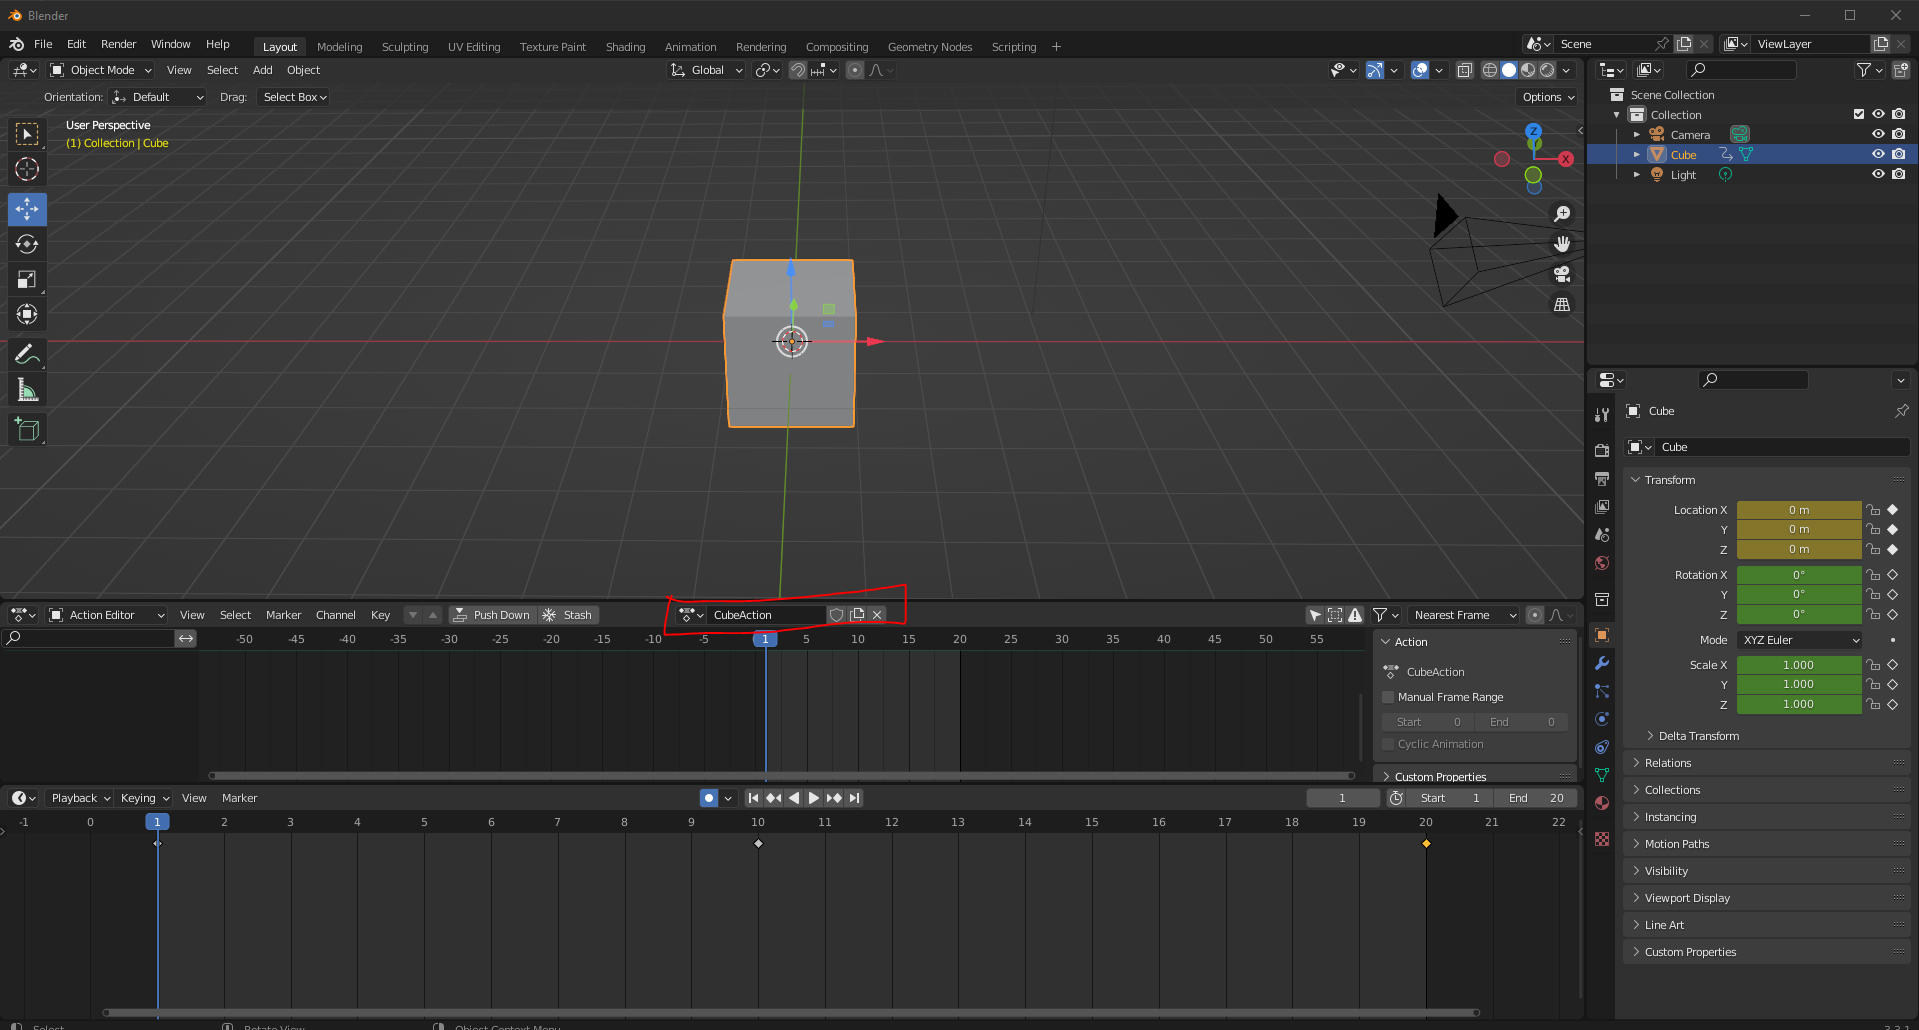 Blender
File Edit Render Window Help Layout Modeling Sculpting UV Editing Texture Paint Shading Animation Rendering Compositing Geometry Nodes Scripting + Scene ViewLayer
Object Mode View Select Add Object Global
Orientation: Default Drag: Select Box Options
User Perspective
(1) Collection | Cube
Z
X
Scene Collection
Collection
Camera
Cube
Light
Cube
Cube
Transform
Location X 0 m
Y 0 m
Z 0 m
Rotation X 0°
Y 0°
Z 0°
Mode XYZ Euler
Scale X 1.000
Y 1.000
Z 1.000
Delta Transform
Relations
Collections
Instancing
Motion Paths
Visibility
Viewport Display
Line Art
Custom Properties
Action Editor View Select Marker Channel Key Push Down Stash CubeAction Nearest Frame
-50 -45 -40 -35 -30 -25 -20 -15 -10 -5 1 5 10 15 20 25 30 35 40 45 50 55
Action
CubeAction
Manual Frame Range
Start 0 End 0
Cyclic Animation
Custom Properties
Playback Keying View Marker 1 Start 1 End 20
-1 0 1 2 3 4 5 6 7 8 9 10 11 12 13 14 15 16 17 18 19 20 21 22
Select Rotate View Object Context Menu 3.3.1